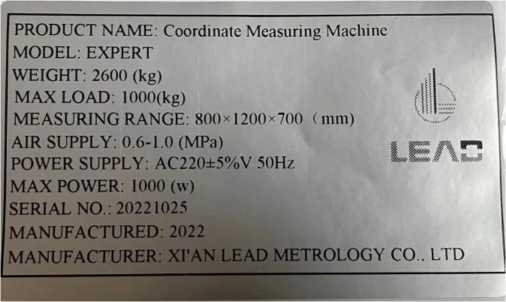 PRODUCT NAME: Coordinate Measuring Machine
MODEL: EXPERT
WEIGHT: 2600 (kg)
MAX LOAD: 1000(kg)
MEASURING RANGE: 800×1200×700（mm）
AIR SUPPLY: 0.6-1.0 (MPa)
LEAD
POWER SUPPLY: AC220±5%V 50Hz
MAX POWER: 1000 (w)
SERIAL NO.: 20221025
MANUFACTURED: 2022
MANUFACTURER: XI'AN LEAD METROLOGY CO.. LTD